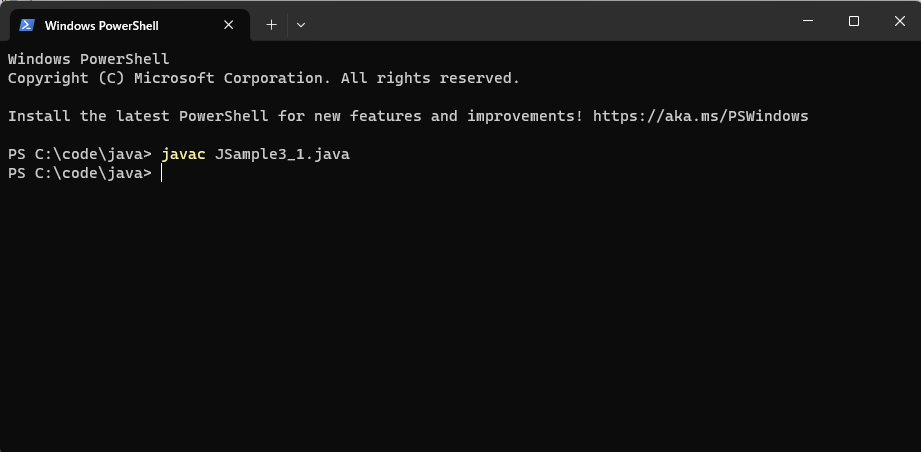 Windows PowerShell
Windows PowerShell
Copyright (C) Microsoft Corporation. All rights reserved.
Install the latest PowerShell for new features and improvements! https://aka.ms/PSWindows
PS C:\code\java> javac JSample3_1.java
PS C:\code\java>